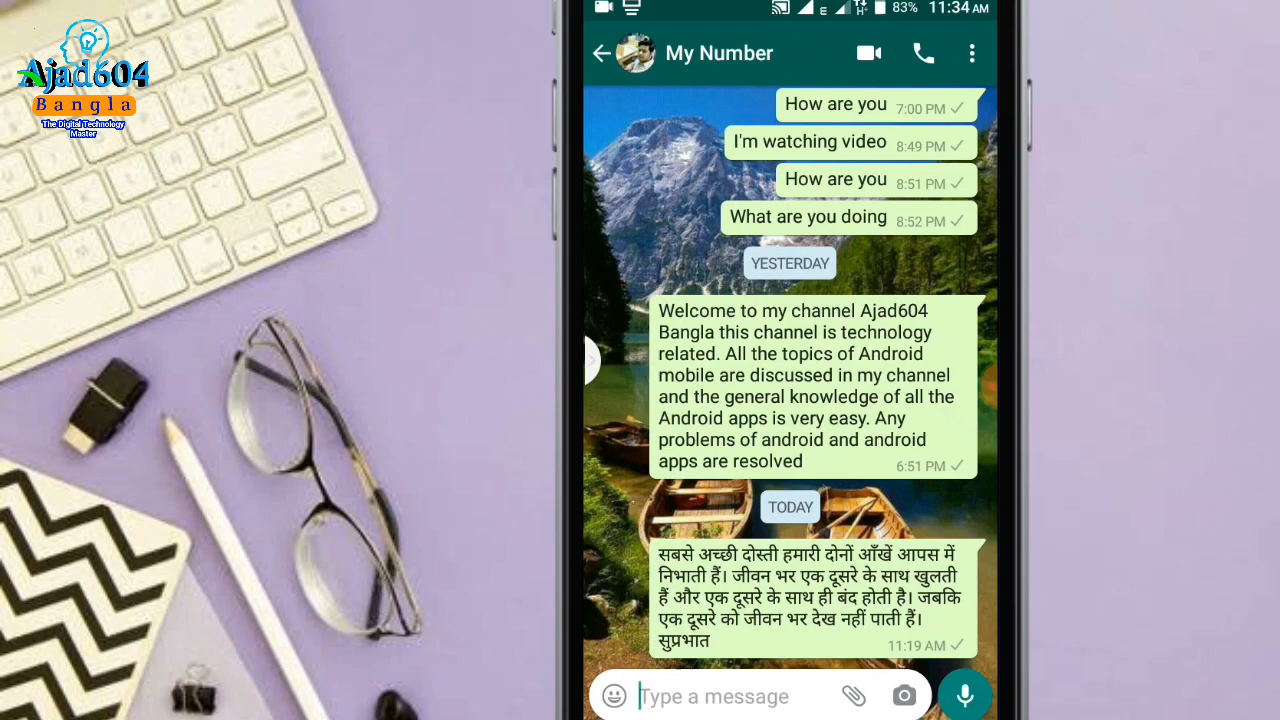 Ajad604
Bangla
The Digital Technology
Master
E
H+
83%
11:34 AM
My Number
How are you 7:00 PM
I'm watching video 8:49 PM
How are you 8:51 PM
What are you doing 8:52 PM
YESTERDAY
Welcome to my channel Ajad604
Bangla this channel is technology
related. All the topics of Android
mobile are discussed in my channel
and the general knowledge of all the
Android apps is very easy. Any
problems of android and android
apps are resolved 6:51 PM
TODAY
सबसे अच्छी दोस्ती हमारी दोनों आँखें आपस में
निभाती हैं। जीवन भर एक दूसरे के साथ खुलती
हैं और एक दूसरे के साथ ही बंद होती है। जबकि
एक दूसरे को जीवन भर देख नहीं पाती हैं।
सुप्रभात 11:19 AM
Type a message